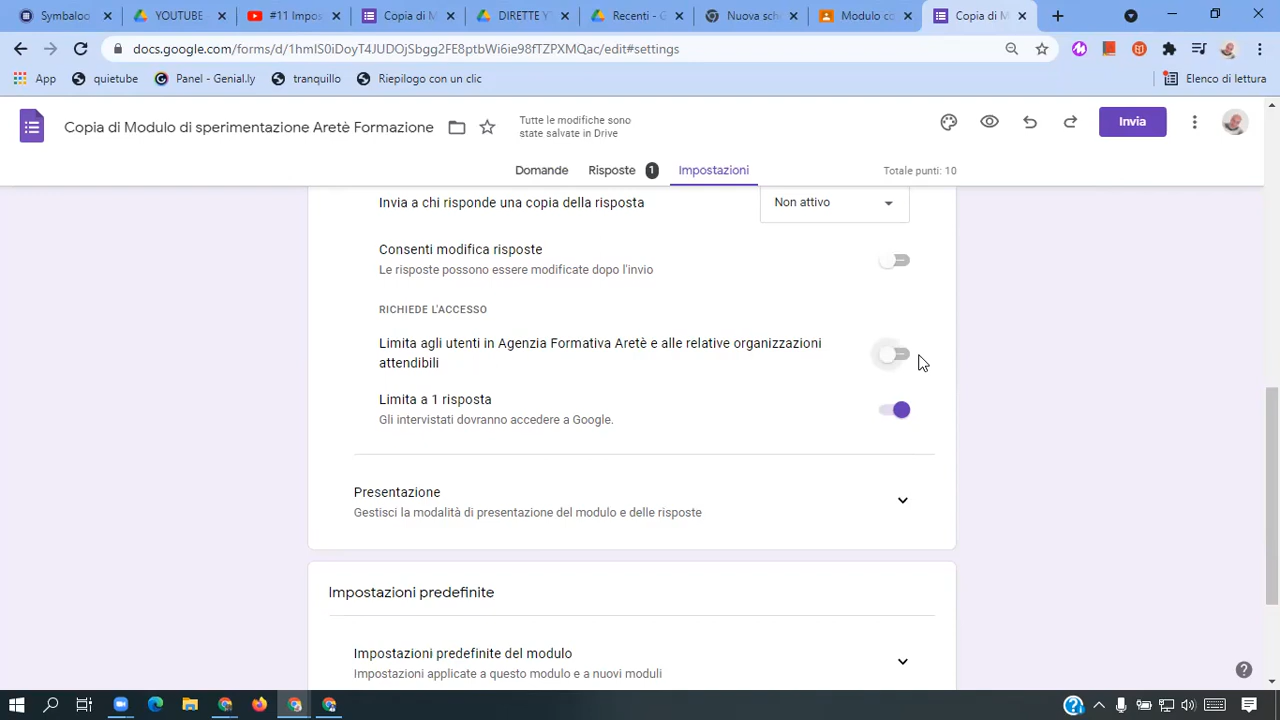 Symbaloo
YOUTUBE
#11 Impos
Copia di M
DIRETTE Y
Recenti - G
Nuova sch
Modulo co
Copia di M
docs.google.com/forms/d/1hmIS0iDoyT4JUDOjSbgg2FE8ptbWi6ie98fTZPXMQac/edit#settings
App
quietube
Panel - Genial.ly
tranquillo
Riepilogo con un clic
Elenco di lettura
Copia di Modulo di sperimentazione Aretè Formazione
Tutte le modifiche sono
state salvate in Drive
Invia
Domande
Risposte 1
Impostazioni
Totale punti: 10
Invia a chi risponde una copia della risposta
Non attivo
Consenti modifica risposte
Le risposte possono essere modificate dopo l'invio
RICHIEDE L'ACCESSO
Limita agli utenti in Agenzia Formativa Aretè e alle relative organizzazioni
attendibili
Limita a 1 risposta
Gli intervistati dovranno accedere a Google.
Presentazione
Gestisci la modalità di presentazione del modulo e delle risposte
Impostazioni predefinite
Impostazioni predefinite del modulo
Impostazioni applicate a questo modulo e a nuovi moduli